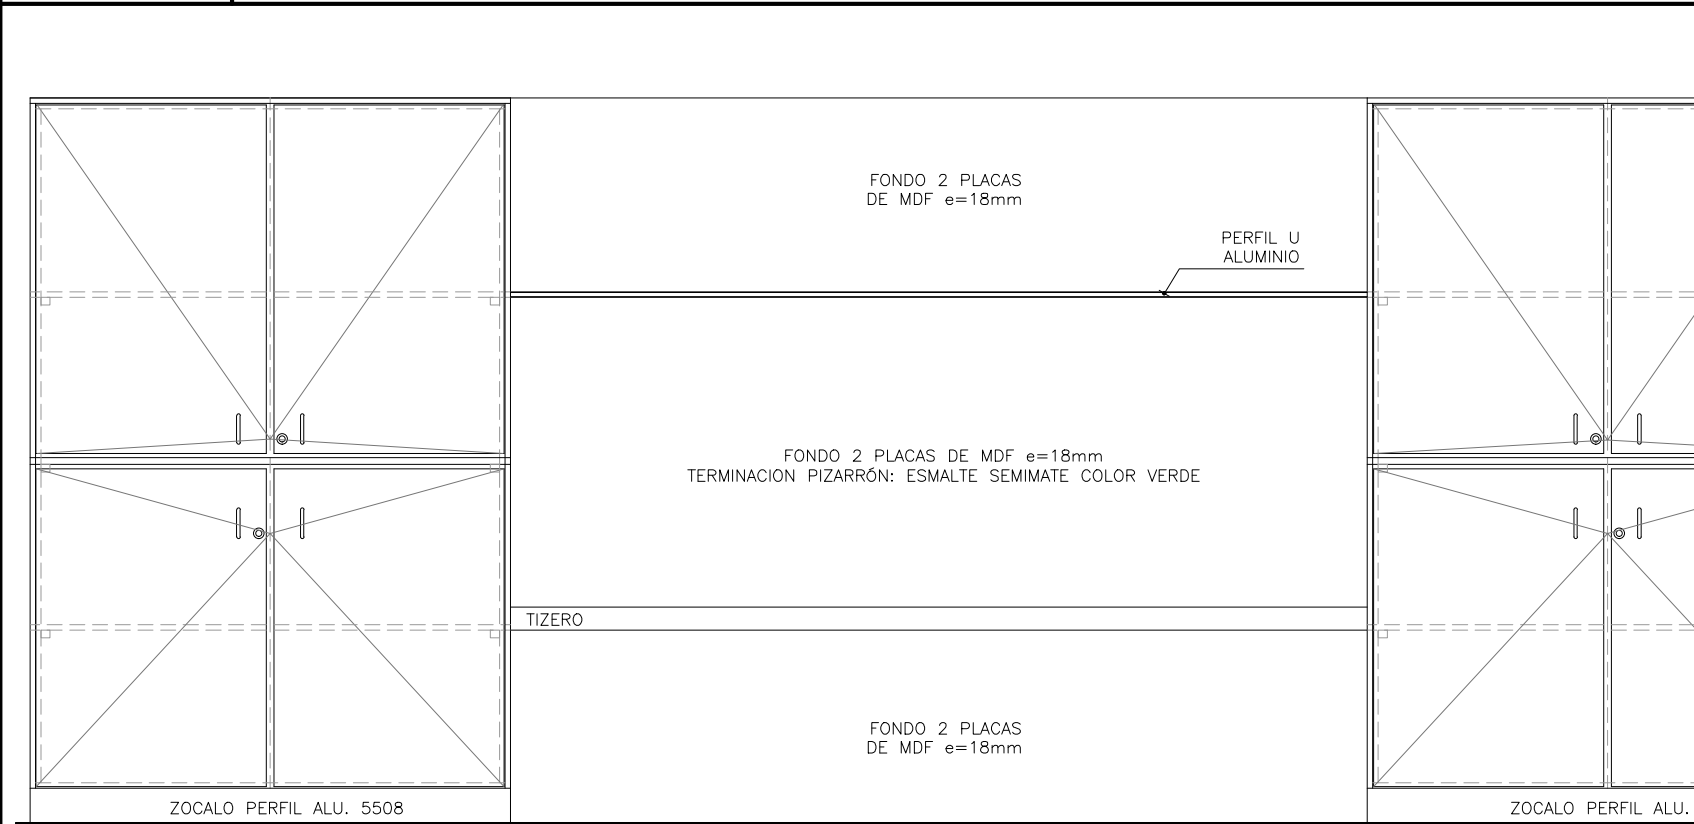 FONDO 2 PLACAS
DE MDF e=18mm
PERFIL U
ALUMINIO
FONDO 2 PLACAS DE MDF e=18mm
TERMINACION PIZARRÓN: ESMALTE SEMIMATE COLOR VERDE
TIZERO
FONDO 2 PLACAS
DE MDF e=18mm
ZOCALO PERFIL ALU. 5508
ZOCALO PERFIL ALU.